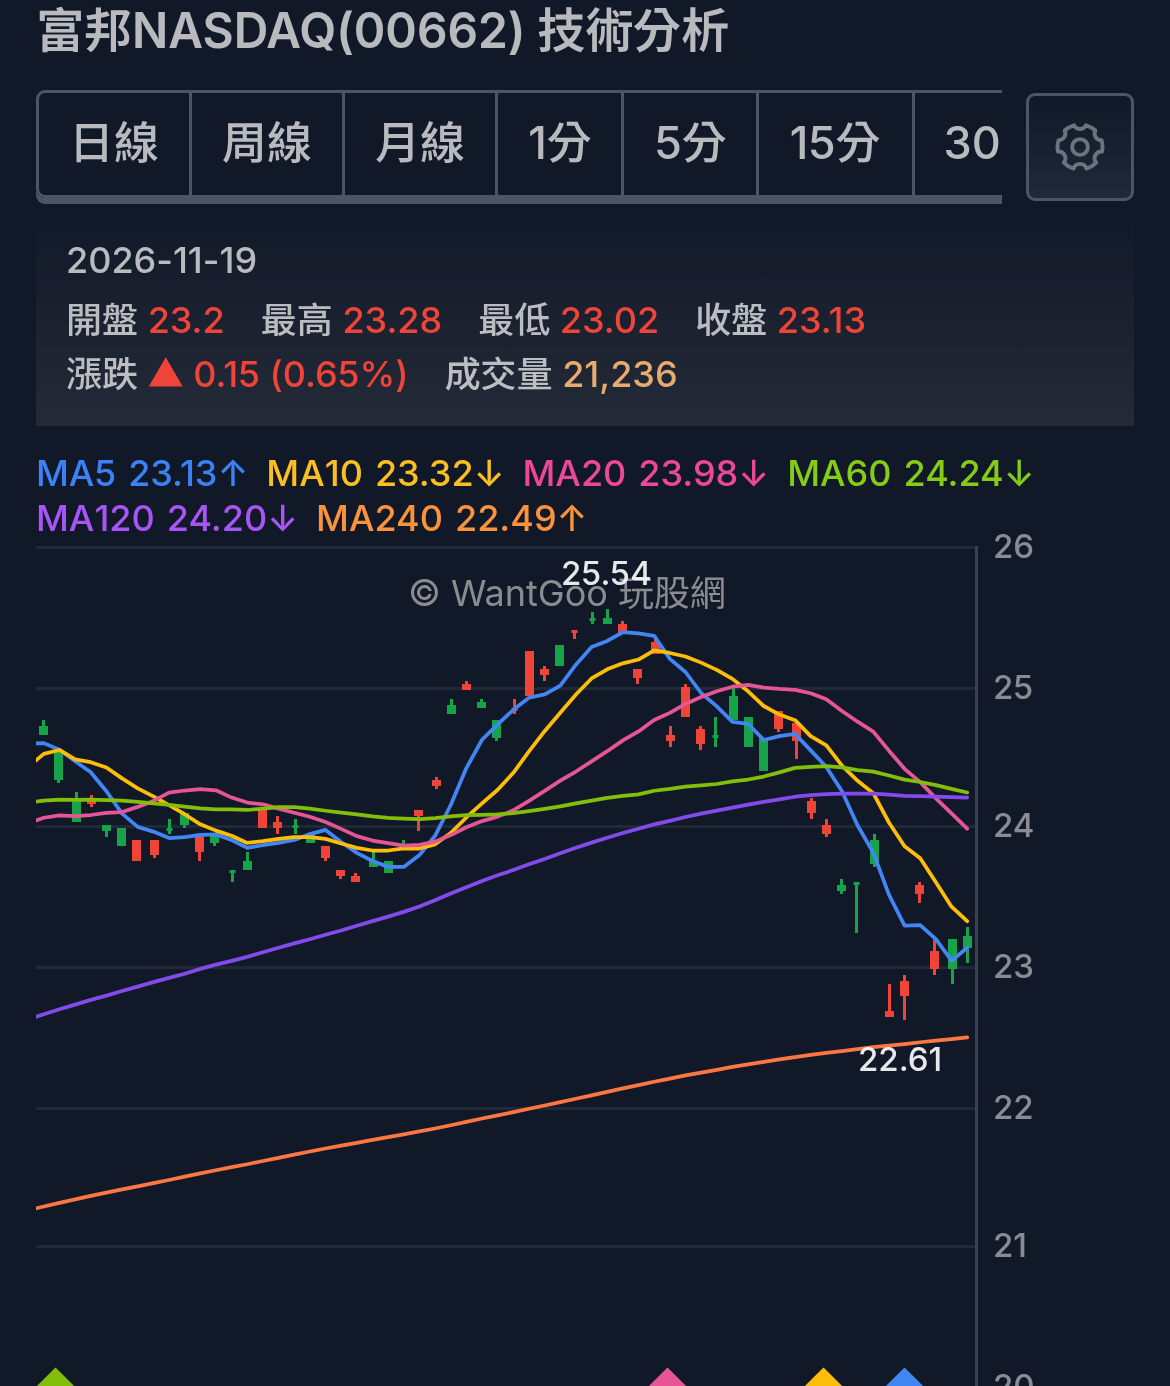 富邦NASDAQ(00662) 技術分析
日線 周線 月線 1分 5分 15分 30
2026-11-19
開盤 23.2 最高 23.28 最低 23.02 收盤 23.13
漲跌 ▲ 0.15 (0.65%) 成交量 21,236
MA5 23.13↑ MA10 23.32↓ MA20 23.98↓ MA60 24.24↓
MA120 24.20↓ MA240 22.49↑
26
25.54
© WantGoo 玩股網
25
24
23
22.61
22
21
20